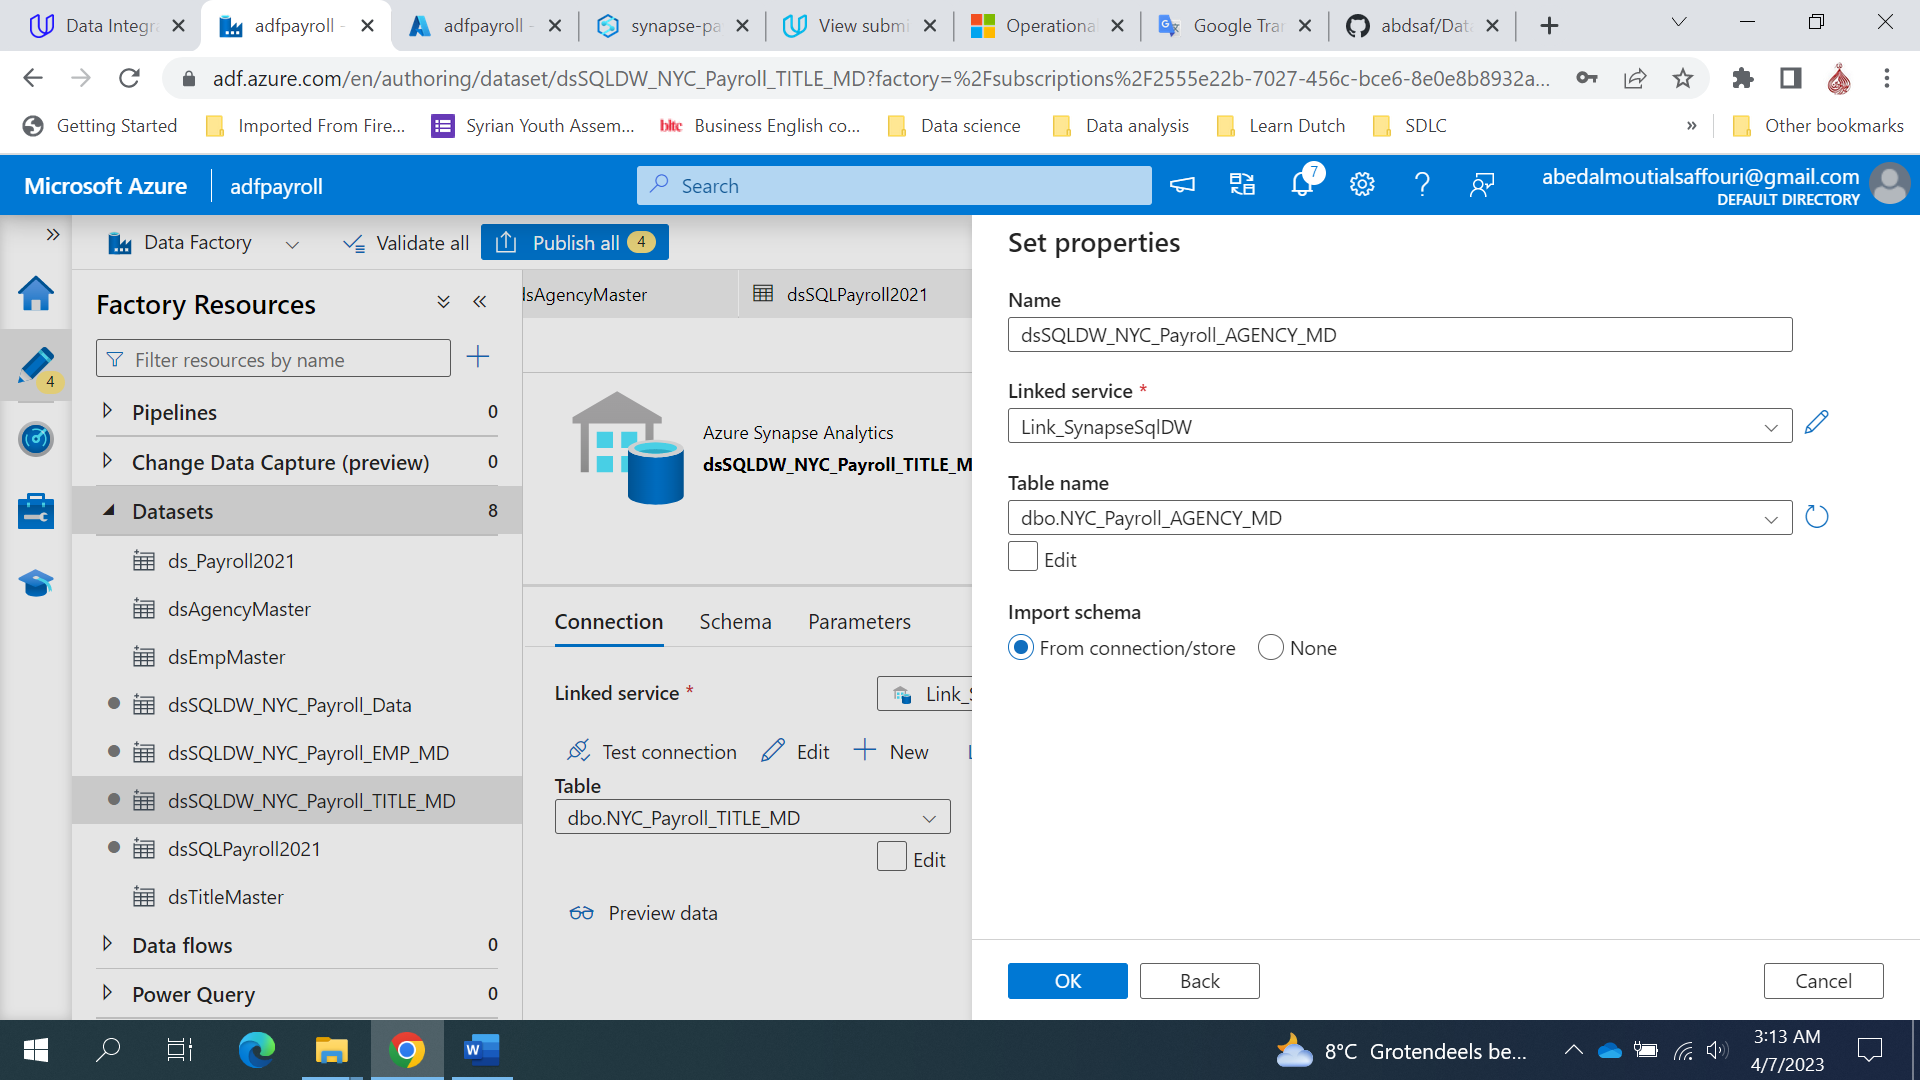 Data Integra
adfpayroll -
adfpayroll -
synapse-pa
View submi
Operationa
Google Tran
abdsaf/Data
adf.azure.com/en/authoring/dataset/dsSQLDW_NYC_Payroll_TITLE_MD?factory=%2Fsubscriptions%2F2555e22b-7027-456c-bce6-8e0e8b8932a...
Getting Started
Imported From Fire...
Syrian Youth Assem...
bltc Business English co...
Data science
Data analysis
Learn Dutch
SDLC
»
Other bookmarks
Microsoft Azure
adfpayroll
Search
7
abedalmoutialsaffouri@gmail.com
DEFAULT DIRECTORY
Data Factory
Validate all
Publish all 4
Factory Resources
Filter resources by name
4
Pipelines 0
Change Data Capture (preview) 0
Datasets 8
ds_Payroll2021
dsAgencyMaster
dsEmpMaster
dsSQLDW_NYC_Payroll_Data
dsSQLDW_NYC_Payroll_EMP_MD
dsSQLDW_NYC_Payroll_TITLE_MD
dsSQLPayroll2021
dsTitleMaster
Data flows 0
Power Query 0
dsAgencyMaster
dsSQLPayroll2021
Azure Synapse Analytics
dsSQLDW_NYC_Payroll_TITLE_M
Connection
Schema
Parameters
Linked service *
Link_S
Test connection
Edit
New
Table
dbo.NYC_Payroll_TITLE_MD
Edit
Preview data
Set properties
Name
dsSQLDW_NYC_Payroll_AGENCY_MD
Linked service *
Link_SynapseSqlDW
Table name
dbo.NYC_Payroll_AGENCY_MD
Edit
Import schema
From connection/store
None
OK
Back
Cancel
8°C Grotendeels be...
3:13 AM
4/7/2023